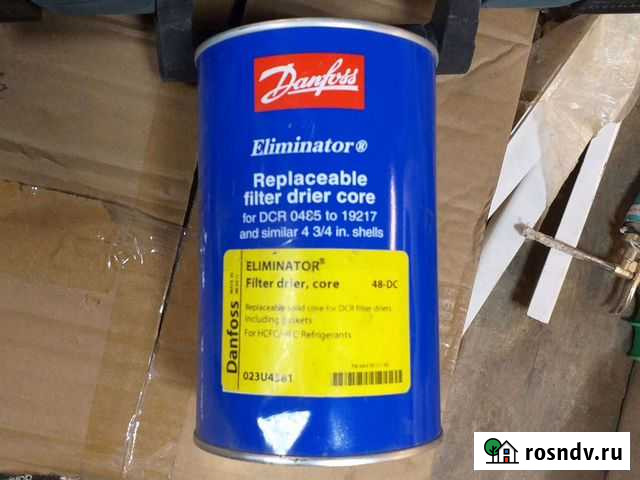 Danfoss
Eliminator®
Replaceable
filter drier core
for DCR 0485 to 19217
and similar 4 3/4 in. shells
ELIMINATOR®
Filter drier, core 48-DC
Replaceable solid core for DCR filter driers
including gaskets
For HCFC/HFC Refrigerants
023U4381
Danfoss
rosndv.ru